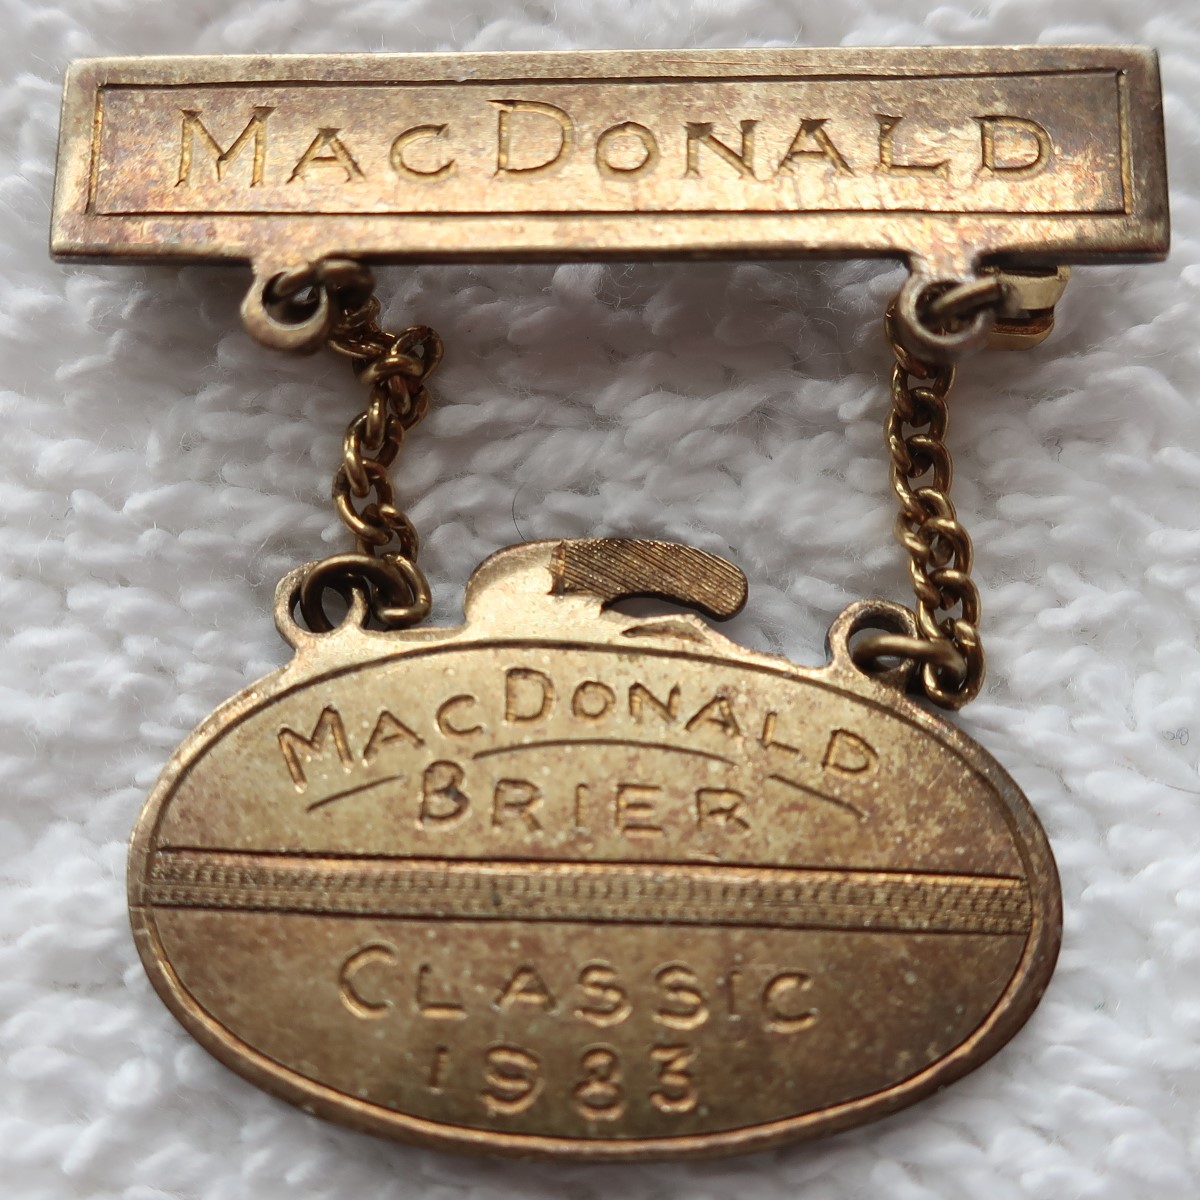 MACDONALD
MACDONALD
BRIER
CLASSIC
1983